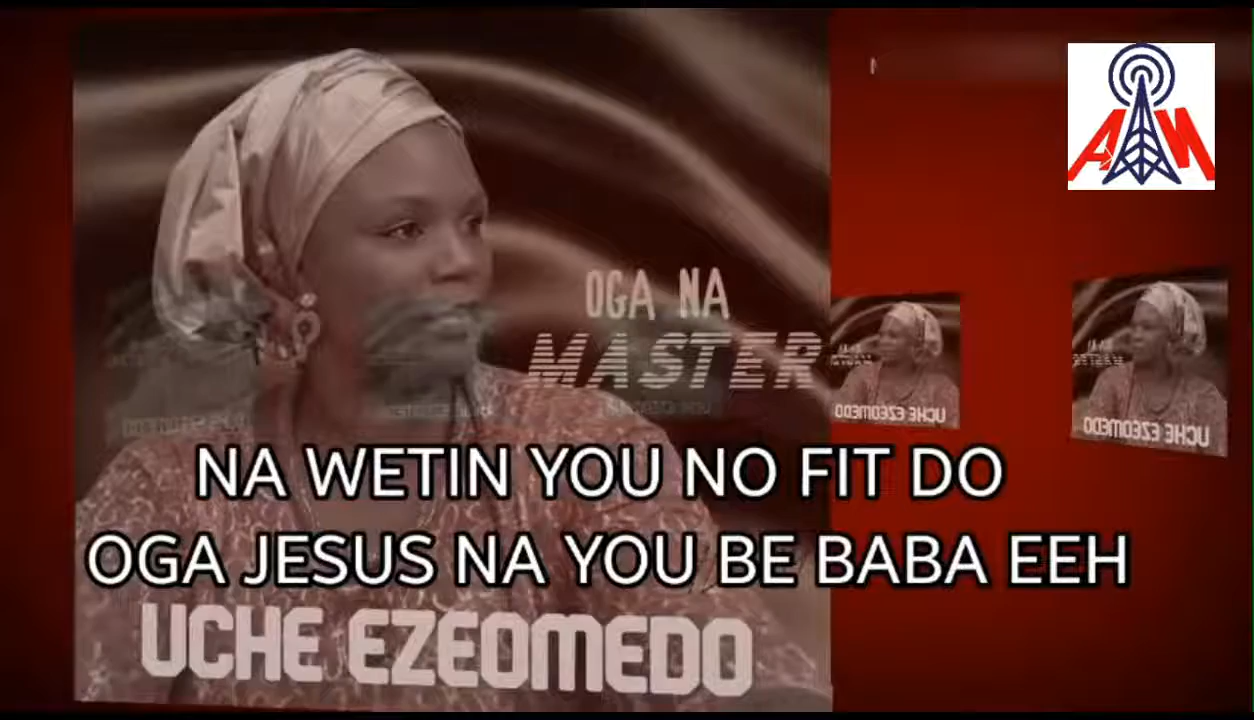 OGA NA
MASTER
NA WETIN YOU NO FIT DO
OGA JESUS NA YOU BE BABA EEH
UCHE EZEOMEDO
UCHE EZEOMEDO
UCHE EZEOMEDO